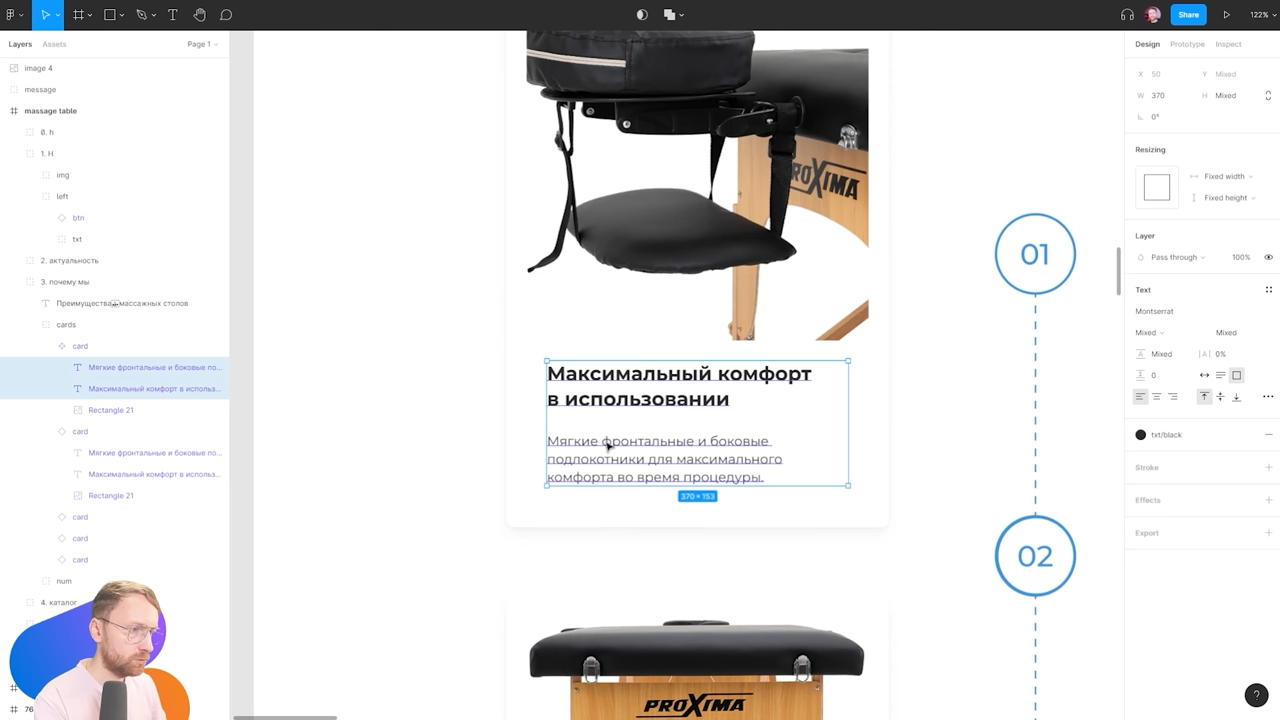 Share
122%
Layers
Assets
Page 1
image 4
message
massage table
0. h
1. H
img
left
btn
txt
2. актуальность
3. почему мы
Преимущества массажных столов
cards
card
Мягкие фронтальные и боковые по...
Максимальный комфорт в использ...
Rectangle 21
card
Мягкие фронтальные и боковые по...
Максимальный комфорт в использ...
Rectangle 21
card
card
card
num
4. каталог
76
PROXIMA
Максимальный комфорт
в использовании
Мягкие фронтальные и боковые
подлокотники для максимального
комфорта во время процедуры.
370 × 153
PROXIMA
01
02
Design
Prototype
Inspect
X 50
Y Mixed
W 370
H Mixed
0°
Resizing
Fixed width
Fixed height
Layer
Pass through
100%
Text
Montserrat
Mixed
Mixed
Mixed
|A| 0%
0
txt/black
Stroke
Effects
Export
?